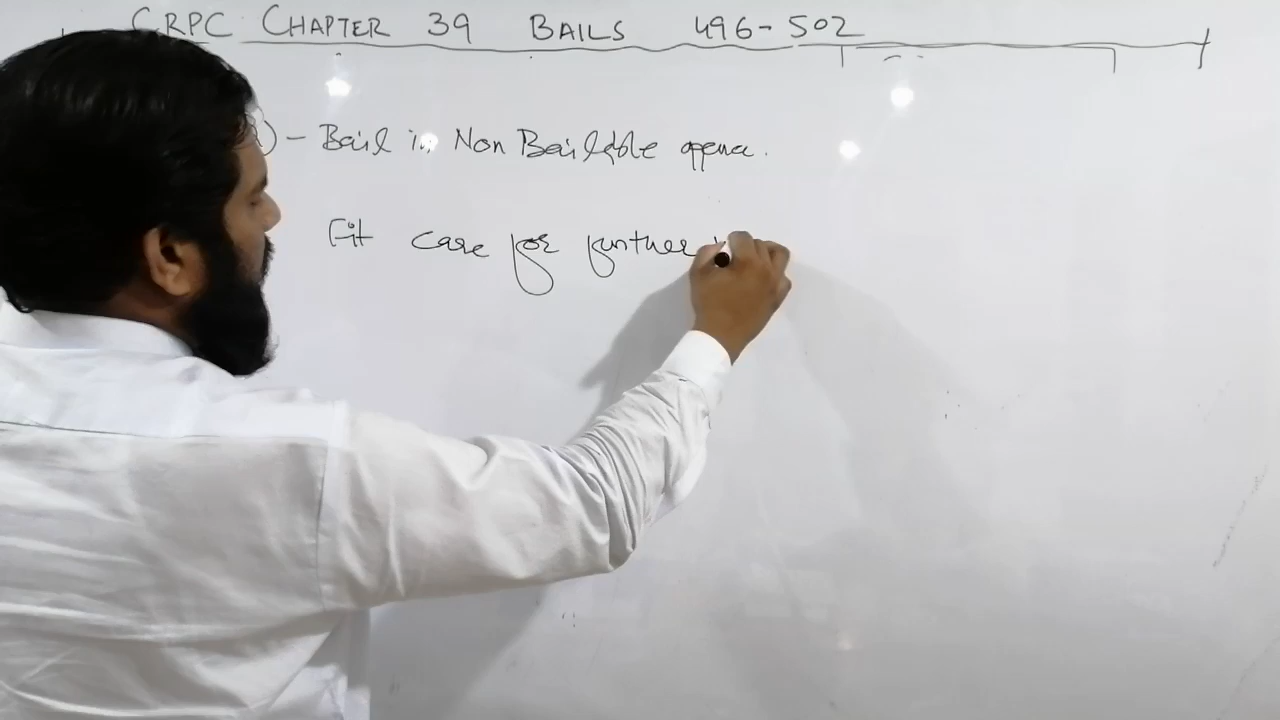 CRPC CHAPTER 39 BAILS 496-502
) - Bail in Non Bailable offence.
Fit case for further